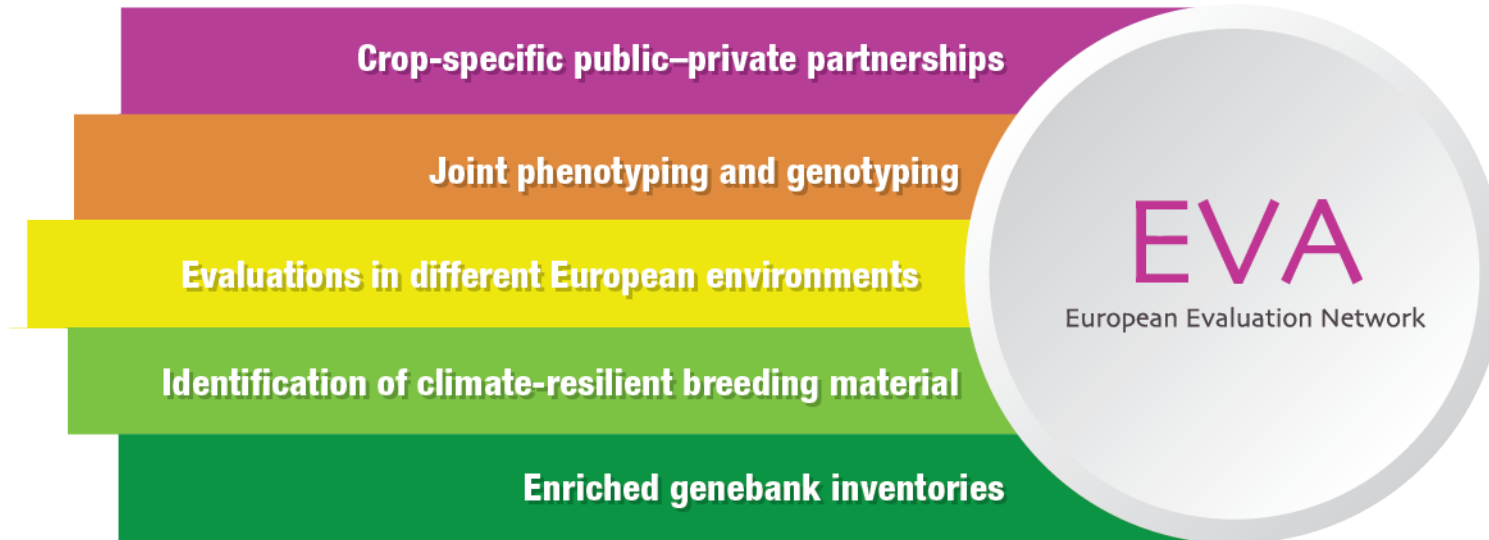 Crop-specific public–private partnerships
Joint phenotyping and genotyping
Evaluations in different European environments
Identification of climate-resilient breeding material
Enriched genebank inventories
EVA
European Evaluation Network